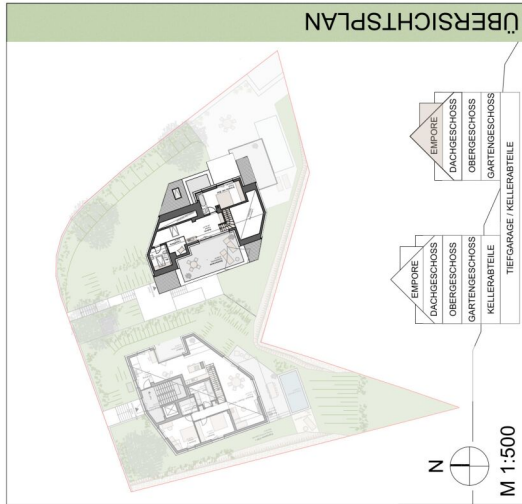 ÜBERSICHTSPLAN
EMPORE
DACHGESCHOSS
OBERGESCHOSS
GARTENGESCHOSS
KELLERABTEILE
EMPORE
DACHGESCHOSS
OBERGESCHOSS
GARTENGESCHOSS
TIEFGARAGE / KELLERABTEILE
N
M 1:500